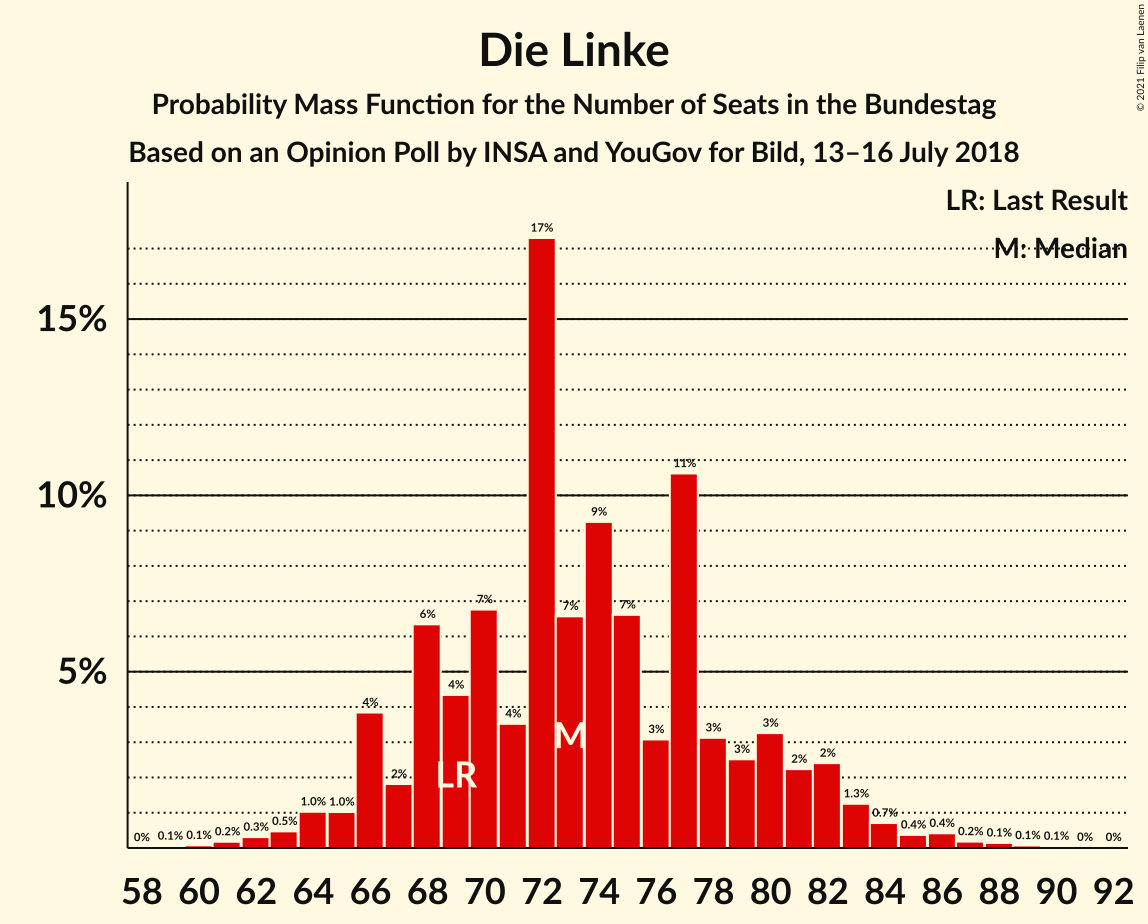 Die Linke
Probability Mass Function for the Number of Seats in the Bundestag
Based on an Opinion Poll by INSA and YouGov for Bild, 13–16 July 2018
© 2021 Filip van Laenen
LR: Last Result
M: Median
15%
10%
5%
0% 0.1% 0.1% 0.2% 0.3% 0.5% 1.0% 1.0% 4% 2% 6% 4% 7% 4% 17% 7% 9% 7% 3% 11% 3% 3% 3% 2% 2% 1.3% 0.7% 0.4% 0.4% 0.2% 0.1% 0.1% 0.1% 0% 0%
LR M
58 60 62 64 66 68 70 72 74 76 78 80 82 84 86 88 90 92